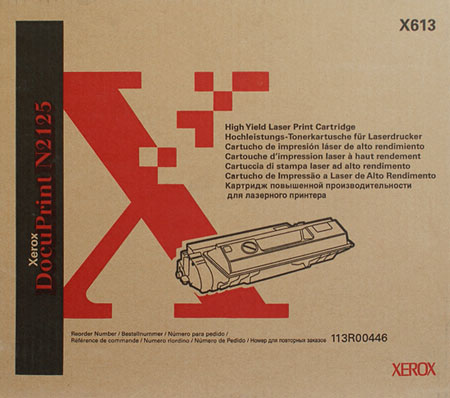 X613
Xerox
DocuPrint N2125
High Yield Laser Print Cartridge
Hochleistungs-Tonerkartusche für Laserdrucker
Cartucho de impresión láser de alto rendimiento
Cartouche d'impression laser à haut rendement
Cartuccia di stampa laser ad alto rendimento
Cartucho de Impressão a Laser de Alto Rendimento
Картридж повышенной производительности
для лазерного принтера
Reorder Number / Bestellnummer / Número para pedido /
Référence de commande / Numero riordino / Número de Pedido / Номер для повторных заказов
113R00446
XEROX